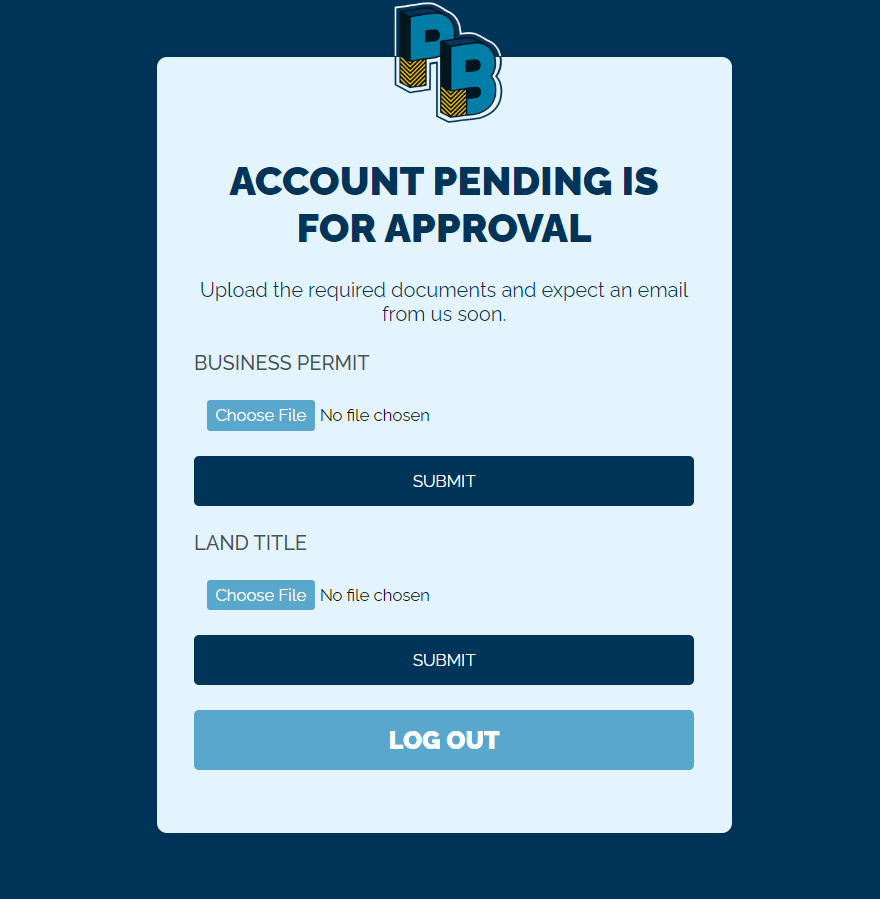 PB
ACCOUNT PENDING IS
FOR APPROVAL
Upload the required documents and expect an email
from us soon.
BUSINESS PERMIT
Choose File No file chosen
SUBMIT
LAND TITLE
Choose File No file chosen
SUBMIT
LOG OUT